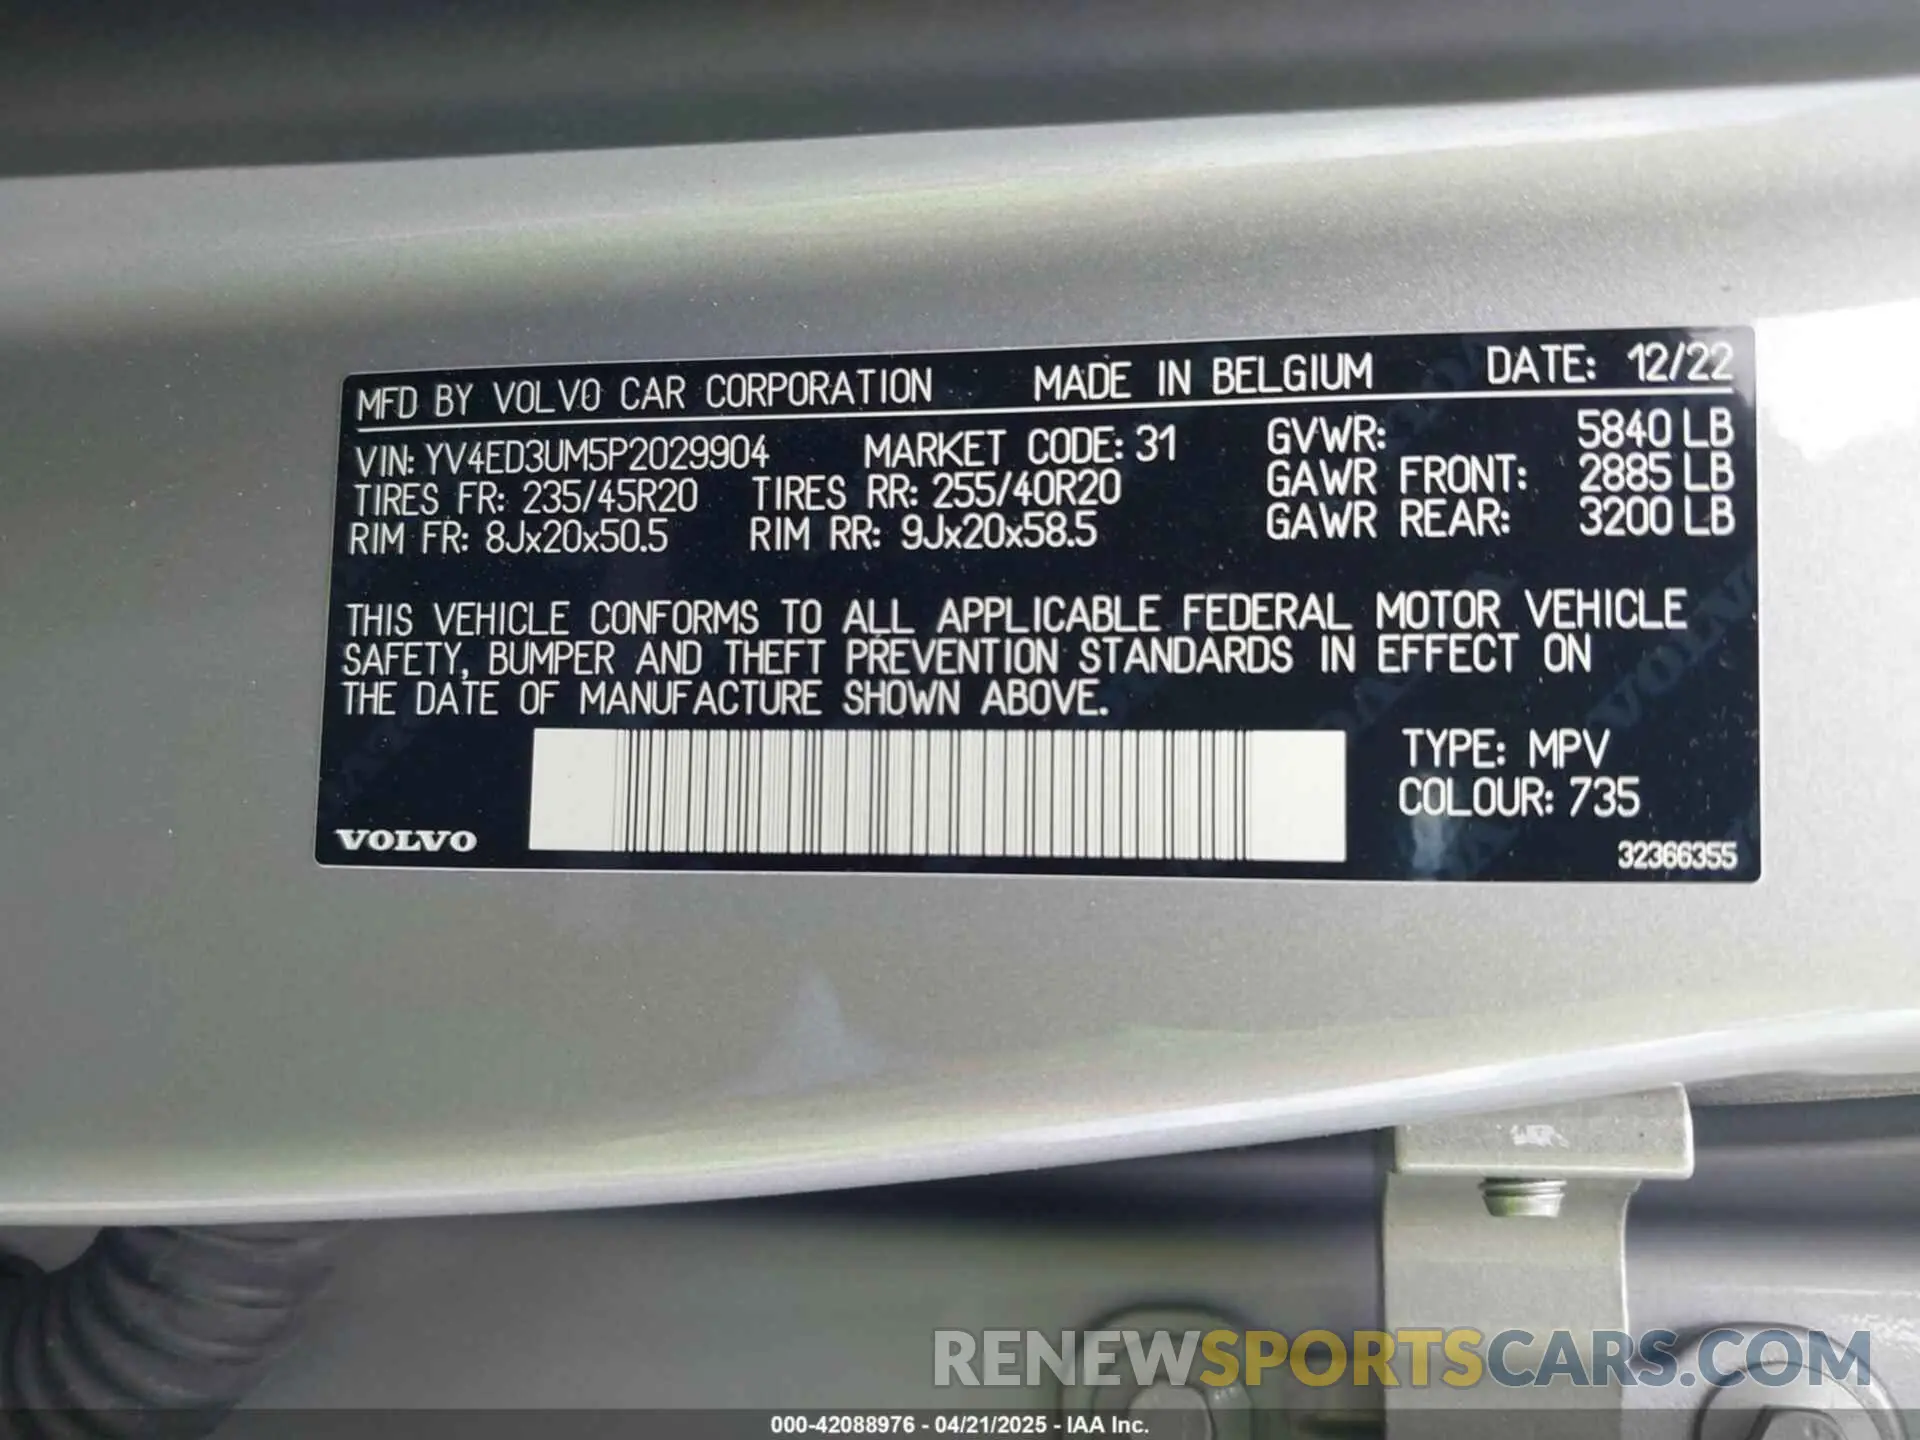 MFD BY VOLVO CAR CORPORATION MADE IN BELGIUM DATE: 12/22
VIN: YV4ED3UM5P2029904 MARKET CODE: 31 GVWR: 5840 LB
TIRES FR: 235/45R20 TIRES RR: 255/40R20 GAWR FRONT: 2885 LB
RIM FR: 8Jx20x50.5 RIM RR: 9Jx20x58.5 GAWR REAR: 3200 LB
THIS VEHICLE CONFORMS TO ALL APPLICABLE FEDERAL MOTOR VEHICLE
SAFETY, BUMPER AND THEFT PREVENTION STANDARDS IN EFFECT ON
THE DATE OF MANUFACTURE SHOWN ABOVE.
TYPE: MPV
COLOUR: 735
VOLVO 32366355
RENEWSPORTSCARS.COM
000-42088976 - 04/21/2025 - IAA Inc.